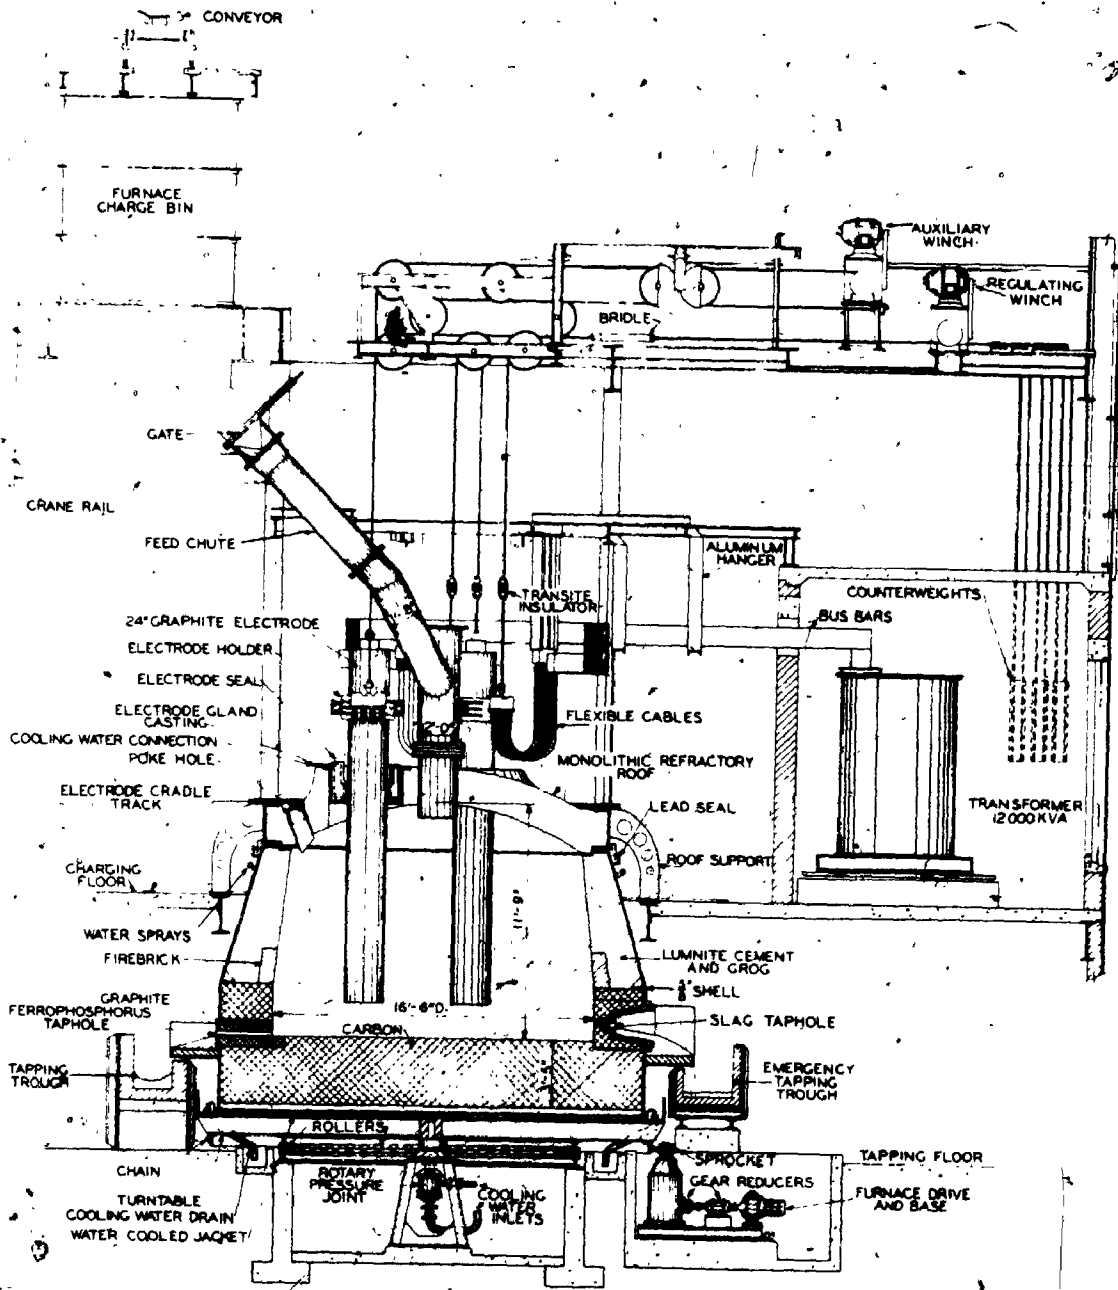 CONVEYOR
FURNACE
CHARGE BIN
AUXILIARY
WINCH
REGULATING
WINCH
BRIDLE
GATE
CRANE RAIL
FEED CHUTE
ALUMINUM
HANGER
TRANSITE
INSULATOR
COUNTERWEIGHTS
BUS BARS
24" GRAPHITE ELECTRODE
ELECTRODE HOLDER
ELECTRODE SEAL
ELECTRODE GLAND
CASTING
FLEXIBLE CABLES
COOLING WATER CONNECTION
POKE HOLE
MONOLITHIC REFRACTORY
ROOF
ELECTRODE CRADLE
TRACK
LEAD SEAL
TRANSFORMER
12000 KVA
CHARGING
FLOOR
ROOF SUPPORT
11'-9"
WATER SPRAYS
FIREBRICK
LUMNITE CEMENT
AND GROG
SHELL
GRAPHITE
FERROPHOSPHORUS
TAPHOLE
16'-6"D.
CARBON
SLAG TAPHOLE
TAPPING
TROUGH
EMERGENCY
TAPPING
TROUGH
ROLLERS
CHAIN
ROTARY
PRESSURE
JOINT
SPROCKET
TAPPING FLOOR
GEAR REDUCERS
COOLING
WATER
INLETS
FURNACE DRIVE
AND BASE
TURNTABLE
COOLING WATER DRAIN
WATER COOLED JACKET